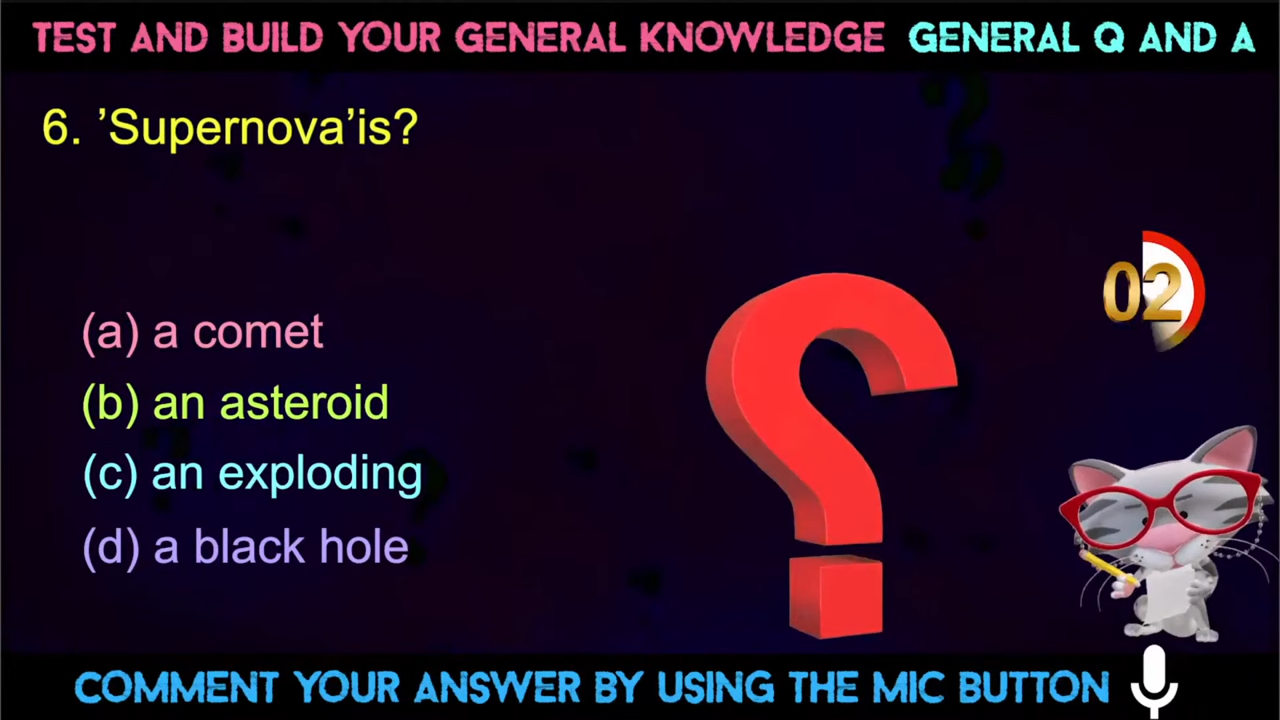 TEST AND BUILD YOUR GENERAL KNOWLEDGE GENERAL Q AND A
6. ’Supernova’is?
02
(a) a comet
(b) an asteroid
(c) an exploding
(d) a black hole
COMMENT YOUR ANSWER BY USING THE MIC BUTTON